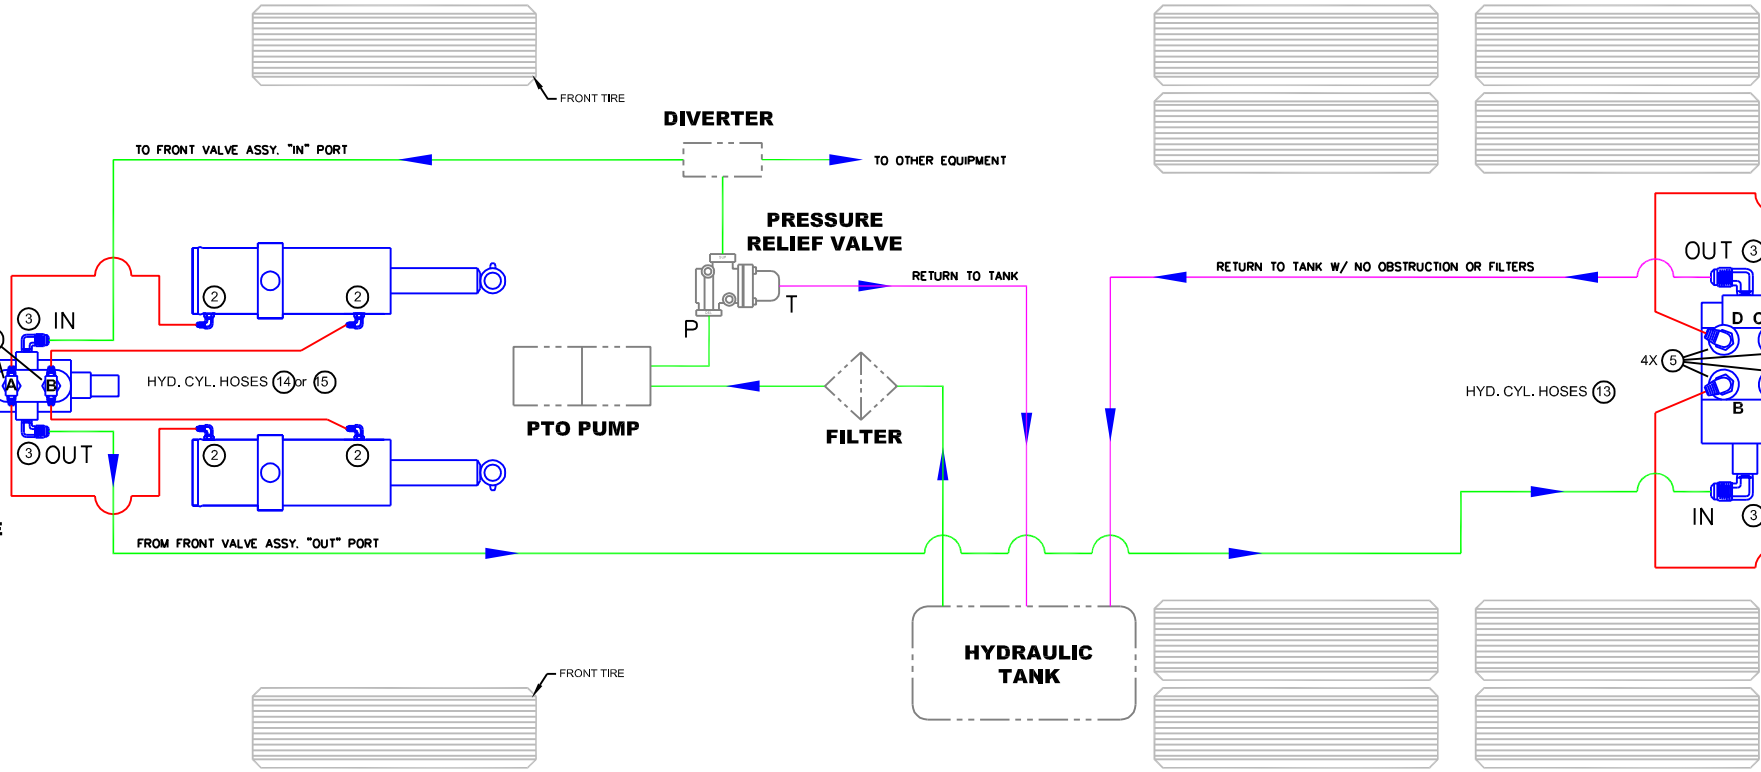 FRONT TIRE
DIVERTER
TO FRONT VALVE ASSY. "IN" PORT
TO OTHER EQUIPMENT
PRESSURE
RELIEF VALVE
RETURN TO TANK
RETURN TO TANK W/ NO OBSTRUCTION OR FILTERS
OUT 3
2 2
3 IN
P T
D
4X 5
A B
HYD. CYL. HOSES 14 or 15
HYD. CYL. HOSES 13
B
PTO PUMP
FILTER
3 OUT
2 2
IN 3
E
FROM FRONT VALVE ASSY. "OUT" PORT
HYDRAULIC
TANK
FRONT TIRE